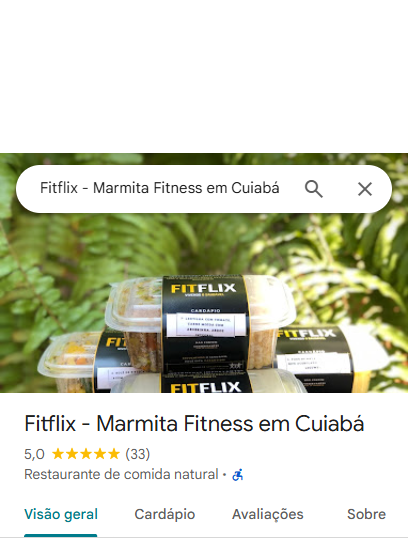 Fitflix - Marmita Fitness em Cuiabá
FITFLIX
CARDÁPIO
FITFLIX
FITFLIX
Fitflix - Marmita Fitness em Cuiabá
5,0 ★★★★★ (33)
Restaurante de comida natural ·
Visão geral Cardápio Avaliações Sobre